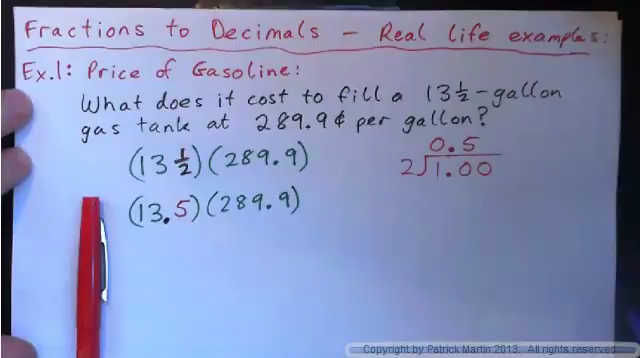 Fractions to Decimals - Real life examples:
Ex.1: Price of Gasoline:
What does it cost to fill a 13½-gallon
gas tank at 289.9¢ per gallon?
(13½)(289.9)
0.5
2)1.00
(13.5)(289.9)
Copyright by Patrick Martin 2013. All rights reserved